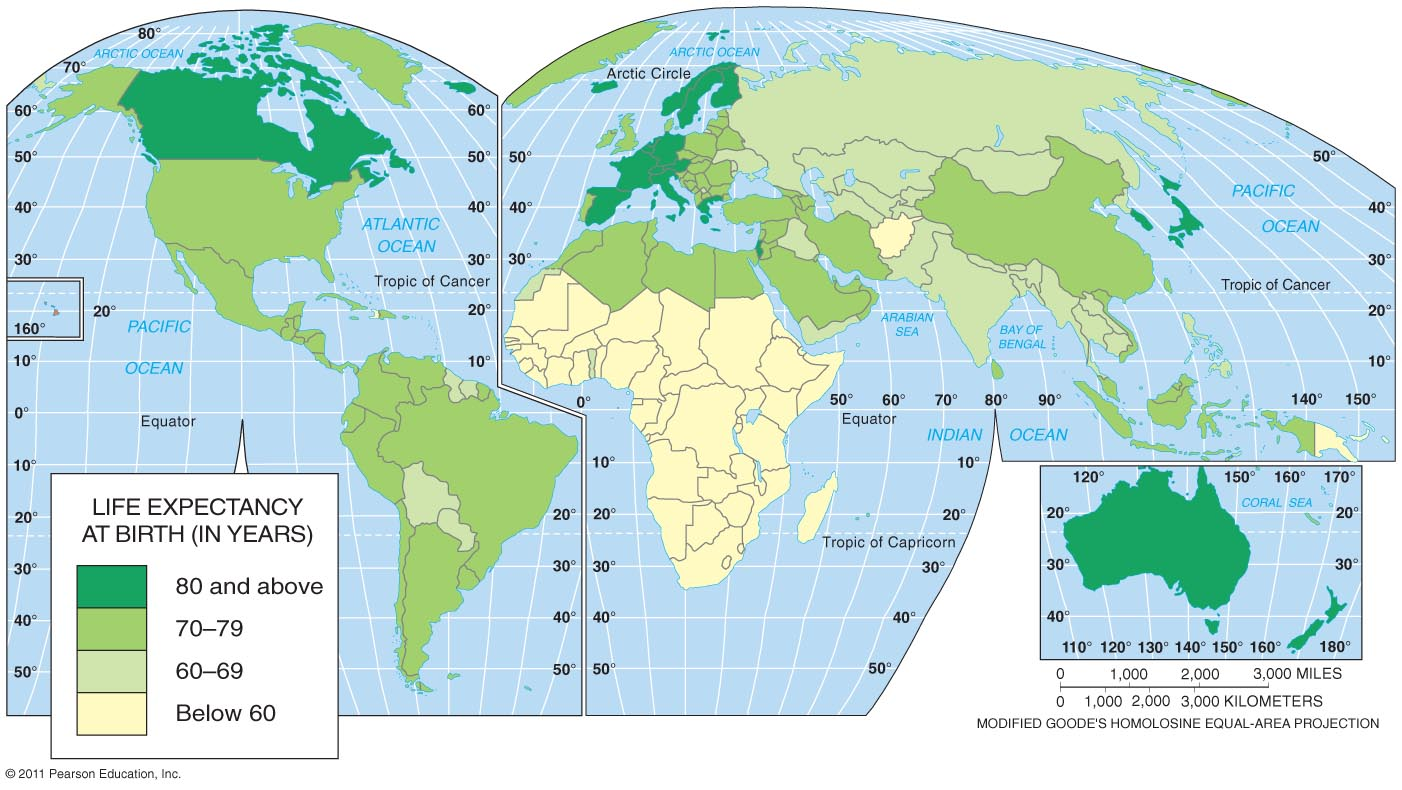 80°
ARCTIC OCEAN
70°
60°
50°
40°
30°
160°
20°
10°
0°
10°
20°
30°
40°
50°
60°
50°
40°
ATLANTIC
OCEAN
30°
Tropic of Cancer
20°
PACIFIC
OCEAN
10°
Equator
20°
30°
40°
50°
ARCTIC OCEAN
Arctic Circle
50°
40°
30°
50°
PACIFIC
OCEAN
40°
30°
Tropic of Cancer
20°
10°
ARABIAN
SEA
BAY OF
BENGAL
0°
50°
60°
70°
80°
90°
140°
150°
Equator
INDIAN
OCEAN
10°
20°
30°
40°
50°
10°
20°
Tropic of Capricorn
30°
40°
50°
120°
150°
160°
170°
CORAL SEA
20°
20°
30°
30°
40°
40°
110°
120°
130°
140°
150°
160°
180°
LIFE EXPECTANCY
AT BIRTH (IN YEARS)
80 and above
70–79
60–69
Below 60
0 1,000 2,000 3,000 MILES
0 1,000 2,000 3,000 KILOMETERS
MODIFIED GOODE'S HOMOLOSINE EQUAL-AREA PROJECTION
© 2011 Pearson Education, Inc.